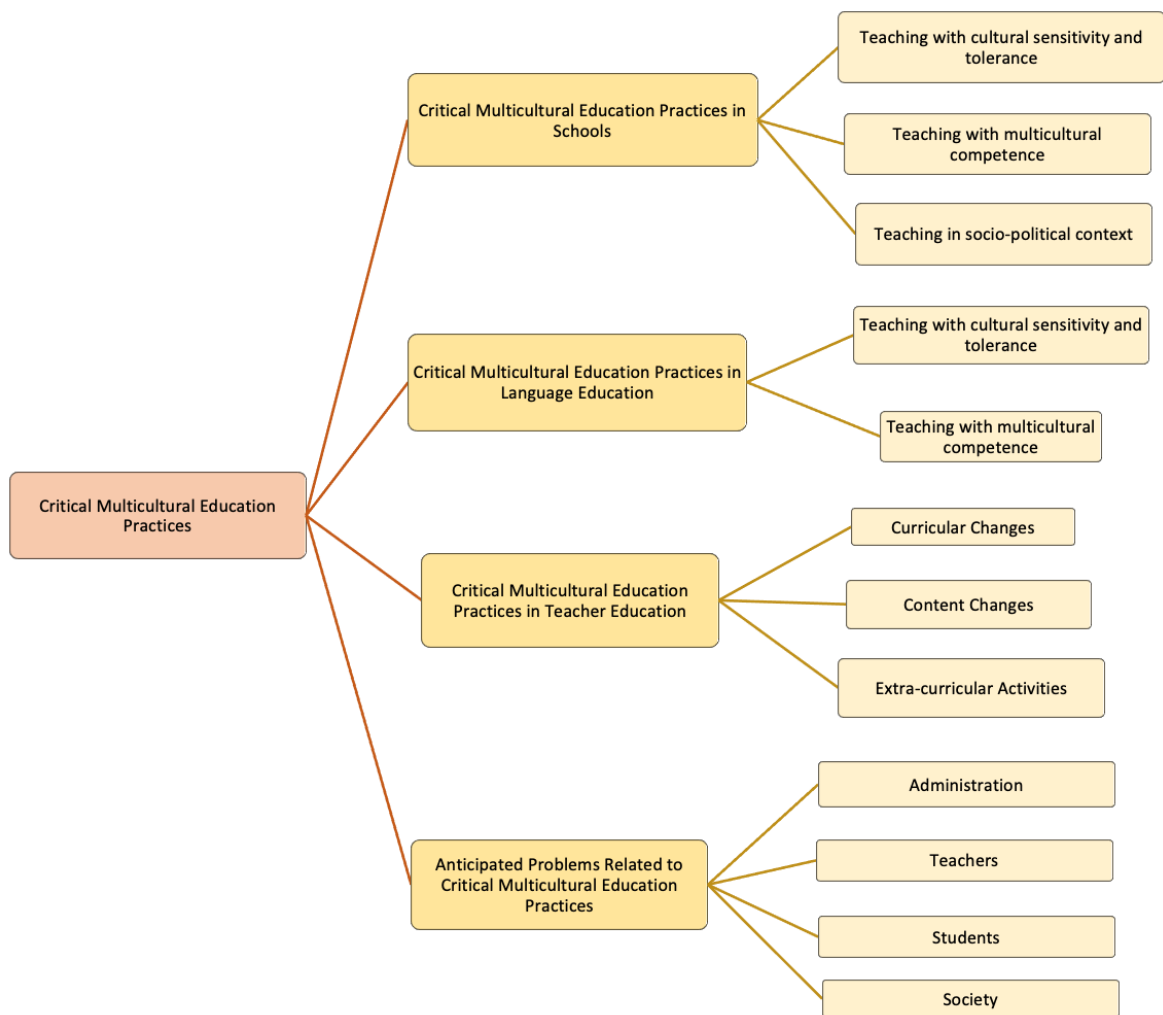 Critical Multicultural Education
Practices
Critical Multicultural Education Practices in
Schools
Teaching with cultural sensitivity and
tolerance
Teaching with multicultural
competence
Teaching in socio-political context
Critical Multicultural Education Practices in
Language Education
Teaching with cultural sensitivity and
tolerance
Teaching with multicultural
competence
Critical Multicultural Education
Practices in Teacher Education
Curricular Changes
Content Changes
Extra-curricular Activities
Anticipated Problems Related to
Critical Multicultural Education
Practices
Administration
Teachers
Students
Society